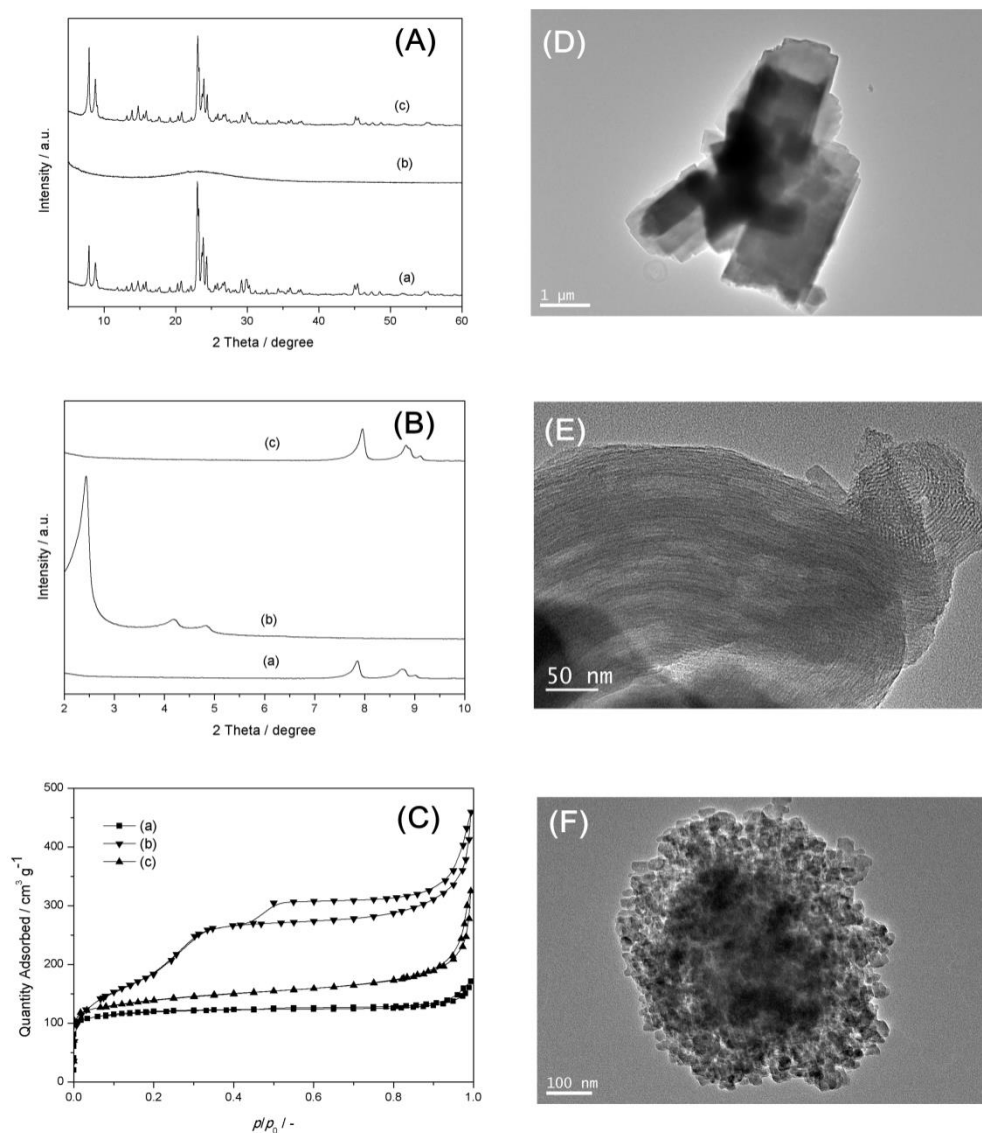 (A)
(c)
(b)
(a)
Intensity / a.u.
10 20 30 40 50 60
2 Theta / degree
(D)
1 µm
(B)
(c)
(b)
(a)
Intensity / a.u.
2 3 4 5 6 7 8 9 10
2 Theta / degree
(E)
50 nm
(C)
(a)
(b)
(c)
500
400
300
200
100
0
Quantity Adsorbed / cm³ g⁻¹
0.0 0.2 0.4 0.6 0.8 1.0
p/p₀ / -
(F)
100 nm